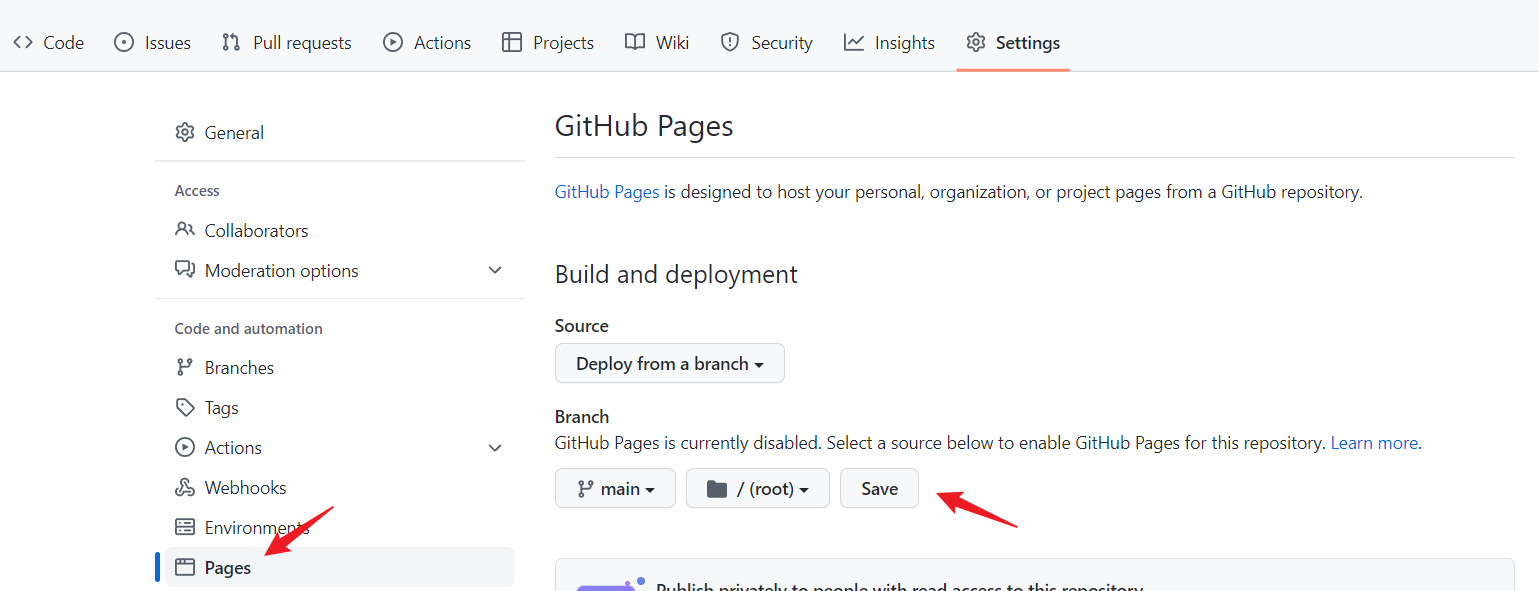 Code Issues Pull requests Actions Projects Wiki Security Insights Settings
General
Access
Collaborators
Moderation options
Code and automation
Branches
Tags
Actions
Webhooks
Environments
Pages
GitHub Pages
GitHub Pages is designed to host your personal, organization, or project pages from a GitHub repository.
Build and deployment
Source
Deploy from a branch
Branch
GitHub Pages is currently disabled. Select a source below to enable GitHub Pages for this repository. Learn more.
main / (root) Save
Publish privately to people with read access to this repository